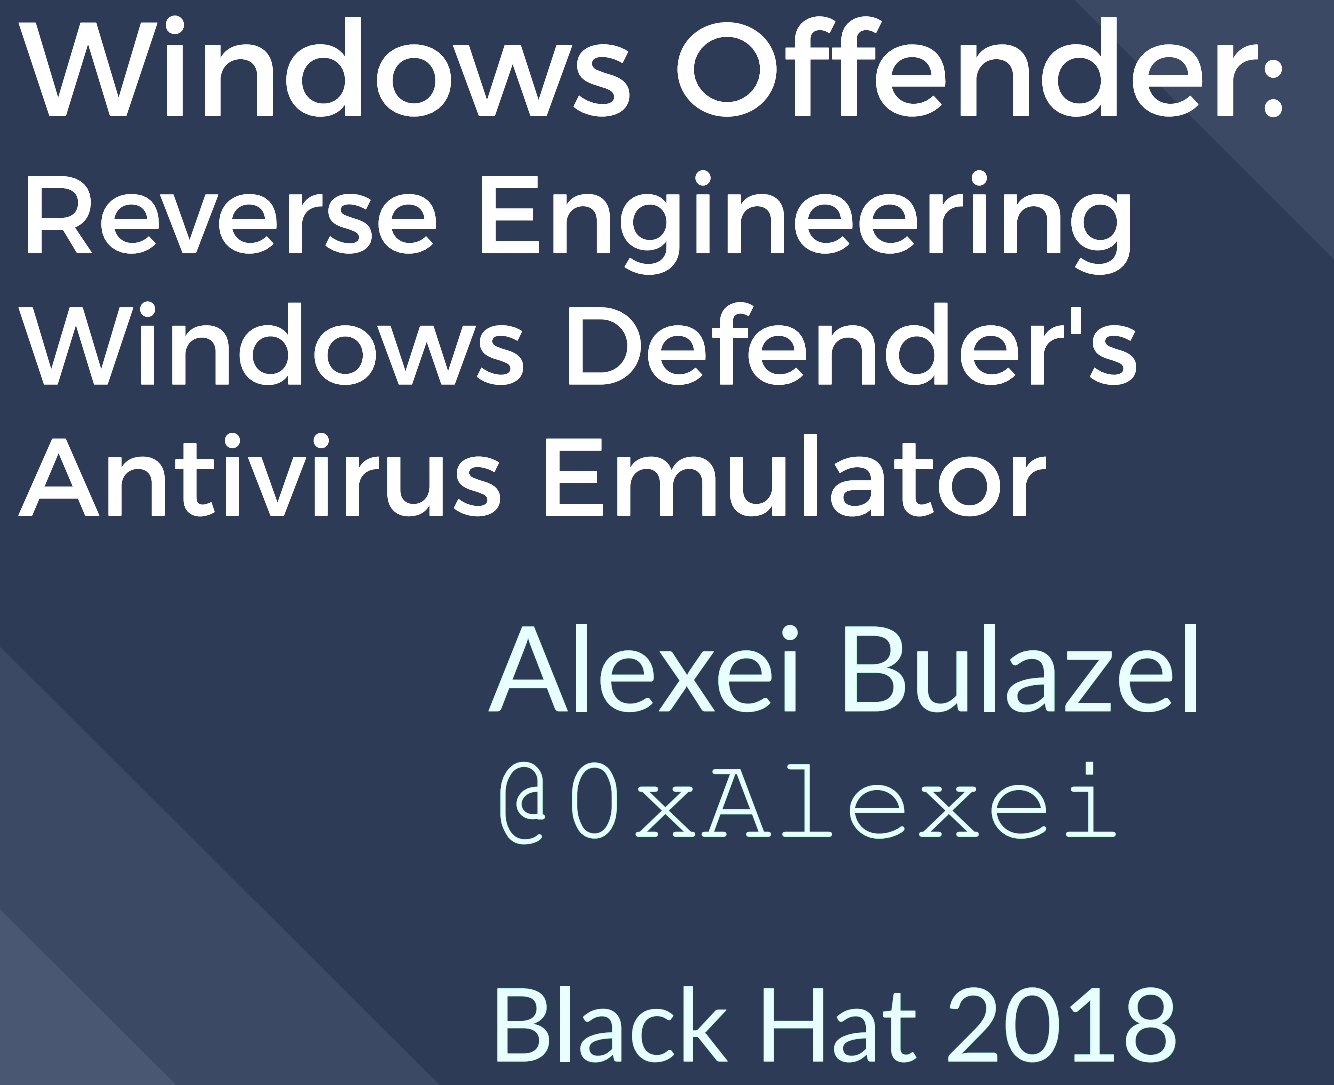 Windows Offender:
Reverse Engineering
Windows Defender's
Antivirus Emulator
Alexei Bulazel
@0xAlexei
Black Hat 2018